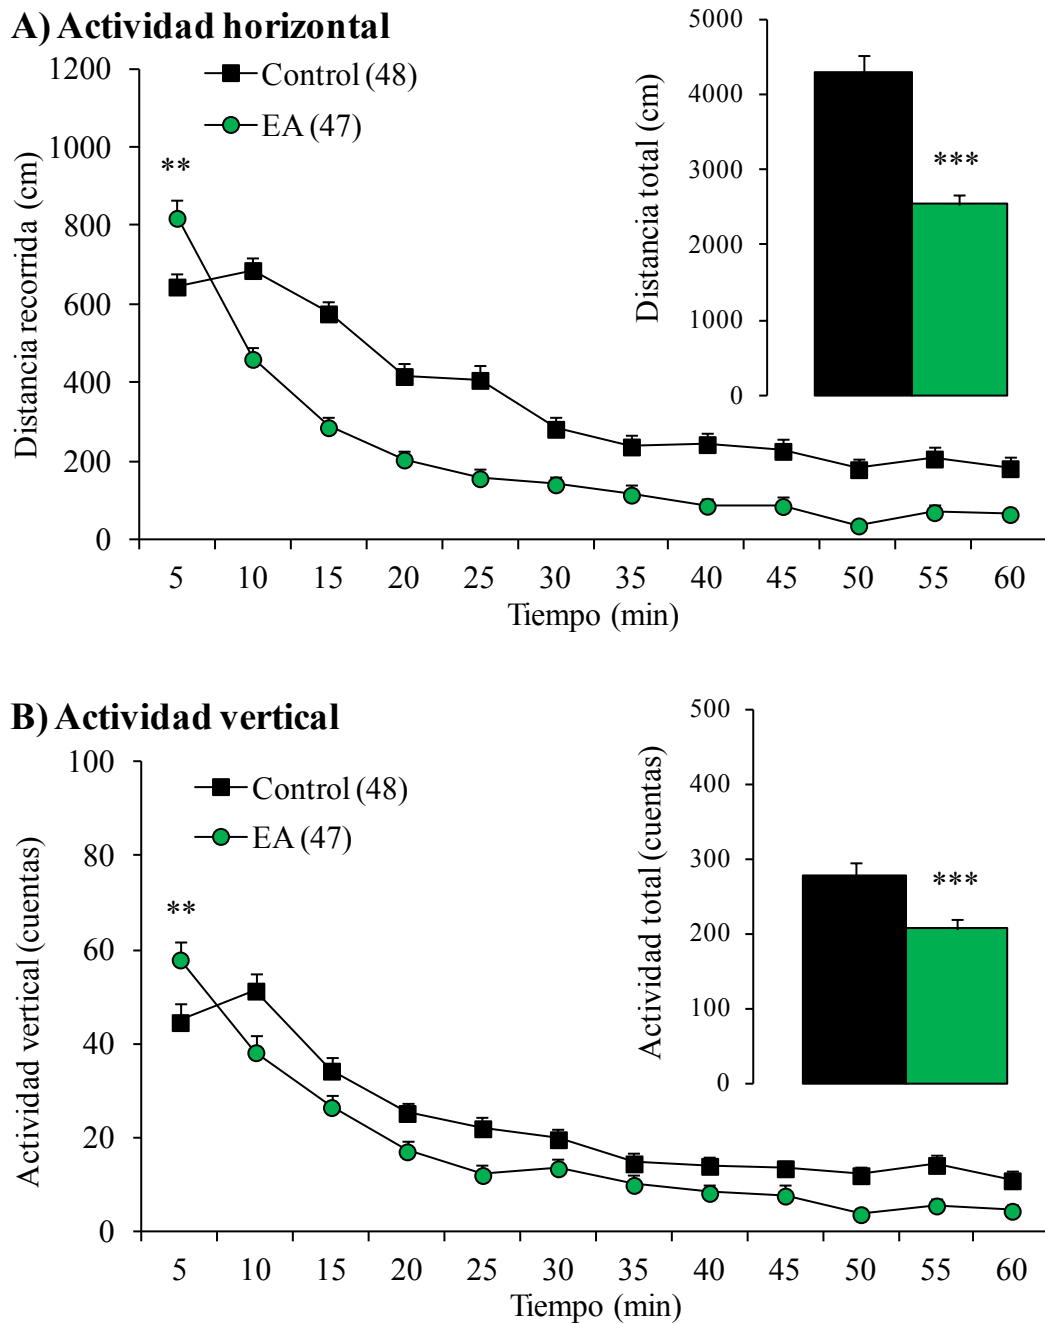 A) Actividad horizontal
Control (48)
EA (47)
**
Distancia recorrida (cm)
1200
1000
800
600
400
200
0
5 10 15 20 25 30 35 40 45 50 55 60
Tiempo (min)
Distancia total (cm)
5000
4000
3000
2000
1000
0
***
B) Actividad vertical
Control (48)
EA (47)
**
Actividad vertical (cuentas)
100
80
60
40
20
0
5 10 15 20 25 30 35 40 45 50 55 60
Tiempo (min)
Actividad total (cuentas)
500
400
300
200
100
0
***